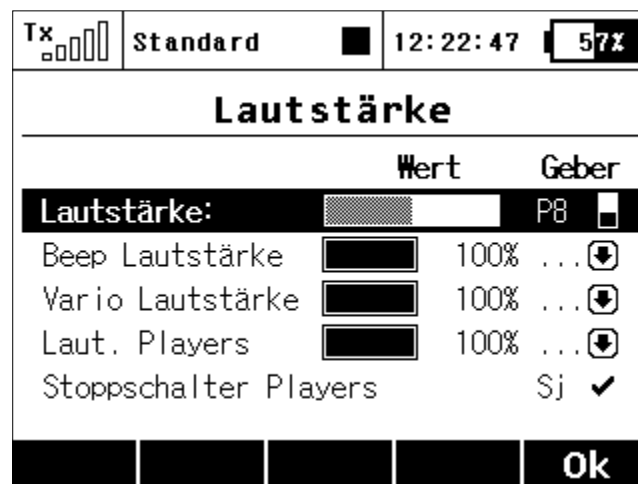 Tx Standard 12:22:47 57%
Lautstärke
Wert Geber
Lautstärke: P8
Beep Lautstärke 100% ...
Vario Lautstärke 100% ...
Laut. Players 100% ...
Stoppschalter Players Sj ✔
Ok